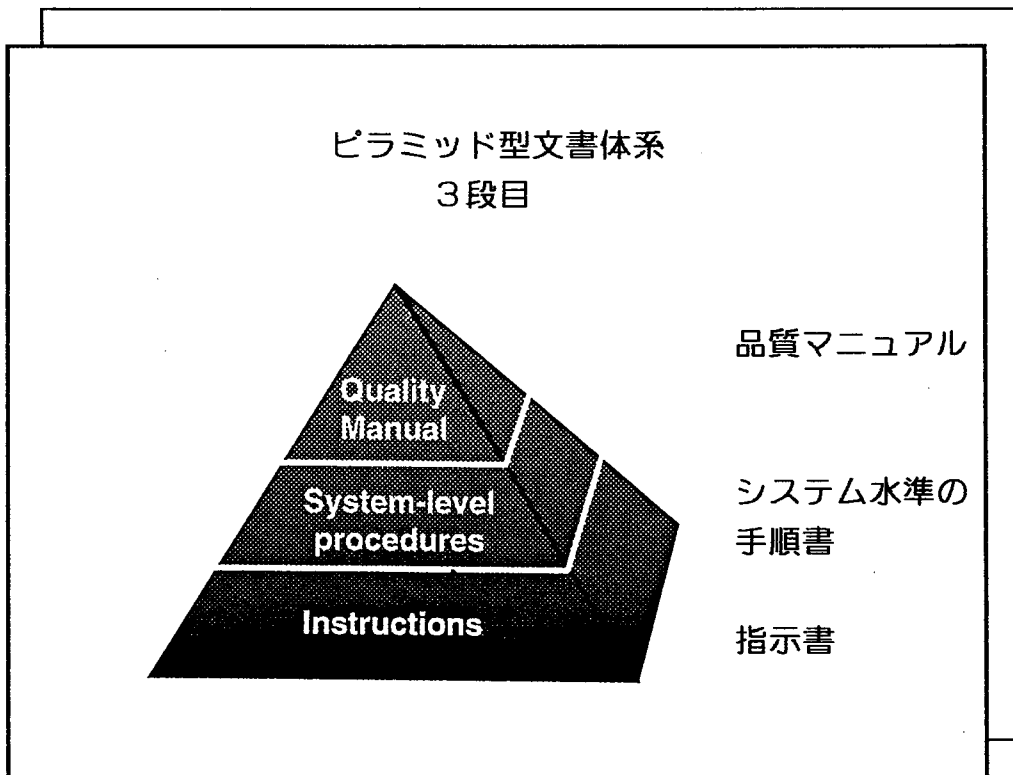 ピラミッド型文書体系
３段目
Quality
Manual
品質マニュアル
System-level
procedures
システム水準の
手順書
Instructions
指示書